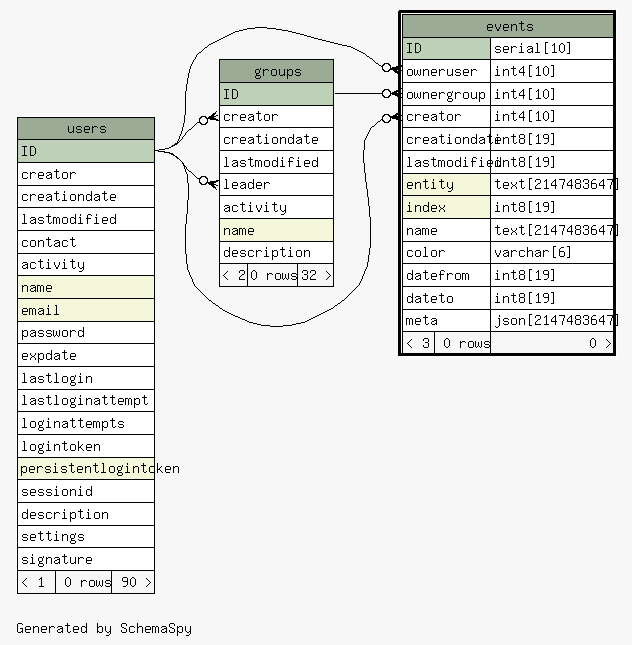 users
ID
creator
creationdate
lastmodified
contact
activity
name
email
password
expdate
lastlogin
lastloginattempt
loginattempts
logintoken
persistentlogintoken
sessionid
description
settings
signature
< 1 0 rows 90 >
groups
ID
creator
creationdate
lastmodified
leader
activity
name
description
< 2 0 rows 32 >
events
ID serial[10]
owneruser int4[10]
ownergroup int4[10]
creator int4[10]
creationdate int8[19]
lastmodified int8[19]
entity text[2147483647]
index int8[19]
name text[2147483647]
color varchar[6]
datefrom int8[19]
dateto int8[19]
meta json[2147483647]
< 3 0 rows 0 >
Generated by SchemaSpy